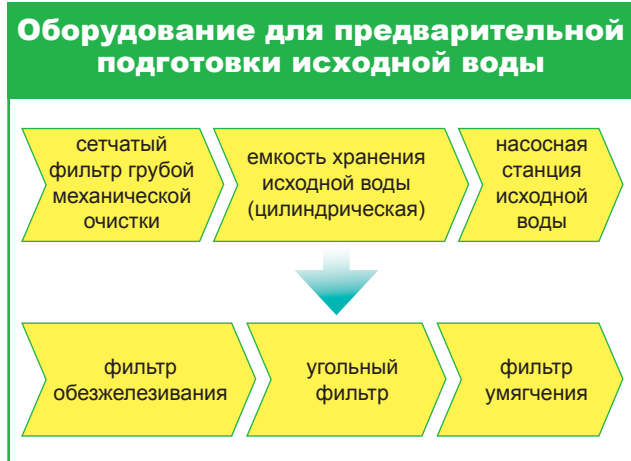 Оборудование для предварительной
подготовки исходной воды
сетчатый
фильтр грубой
механической
очистки
емкость хранения
исходной воды
(цилиндрическая)
насосная
станция
исходной
воды
фильтр
обезжелезивания
угольный
фильтр
фильтр
умягчения